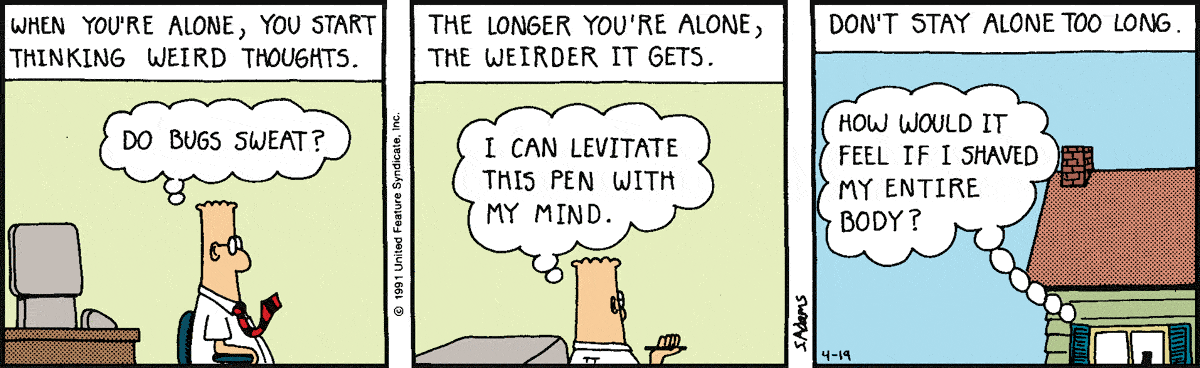 WHEN YOU'RE ALONE, YOU START
THINKING WEIRD THOUGHTS.
DO BUGS SWEAT?
© 1991 United Feature Syndicate, Inc.
THE LONGER YOU'RE ALONE,
THE WEIRDER IT GETS.
I CAN LEVITATE
THIS PEN WITH
MY MIND.
S.Adams
DON'T STAY ALONE TOO LONG.
HOW WOULD IT
FEEL IF I SHAVED
MY ENTIRE
BODY?
4-19